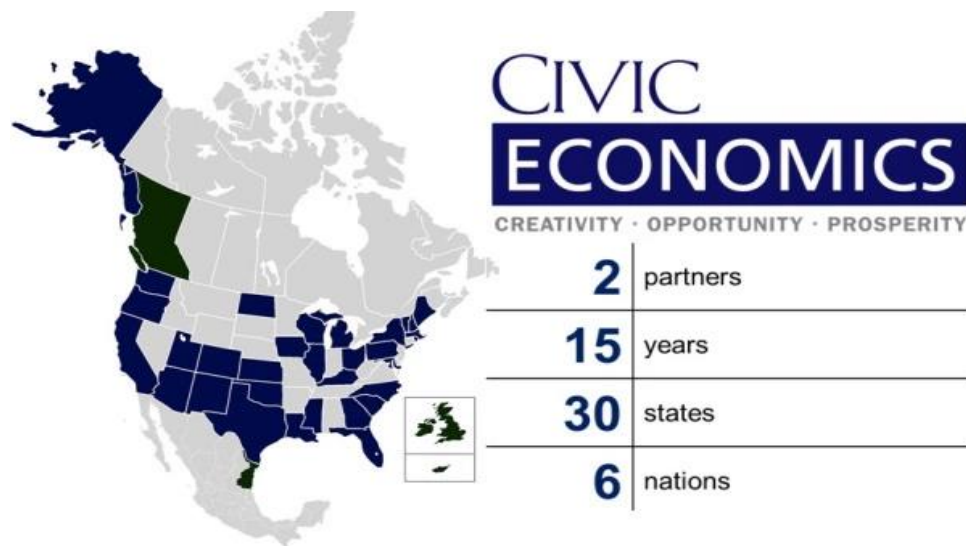 CIVIC
ECONOMICS
CREATIVITY · OPPORTUNITY · PROSPERITY
2 partners
15 years
30 states
6 nations